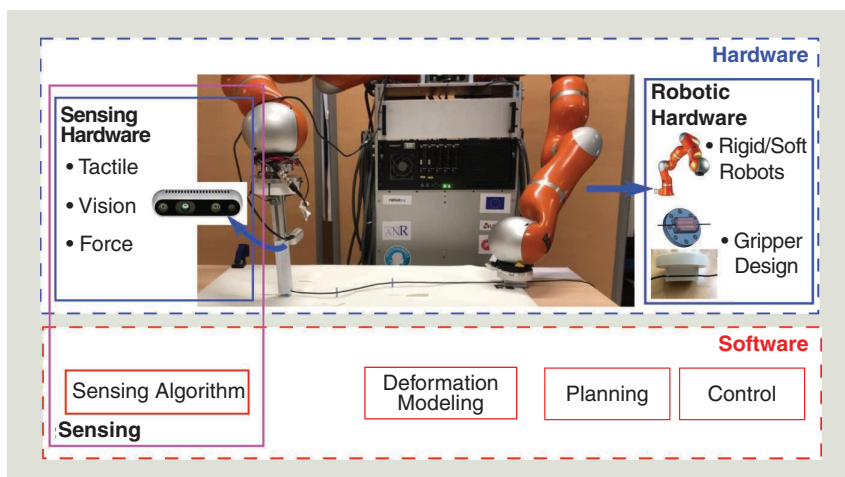 Hardware
Sensing
Hardware
• Tactile
• Vision
• Force
Robotic
Hardware
• Rigid/Soft
Robots
• Gripper
Design
ANR
Software
Sensing Algorithm
Deformation
Modeling
Planning
Control
Sensing